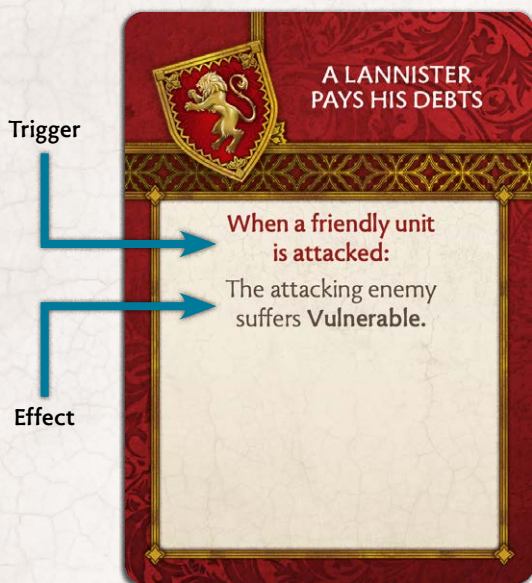 A LANNISTER
PAYS HIS DEBTS
Trigger
When a friendly unit
is attacked:
The attacking enemy
suffers Vulnerable.
Effect